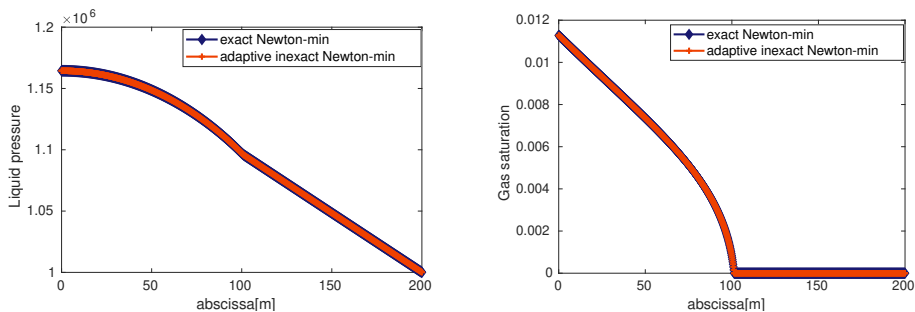 ×10^6
1.2
1.15
1.1
1.05
1
Liquid pressure
exact Newton-min
adaptive inexact Newton-min
0 50 100 150 200
abscissa[m]
0.012
0.01
0.008
0.006
0.004
0.002
0
Gas saturation
exact Newton-min
adaptive inexact Newton-min
0 50 100 150 200
abscissa[m]